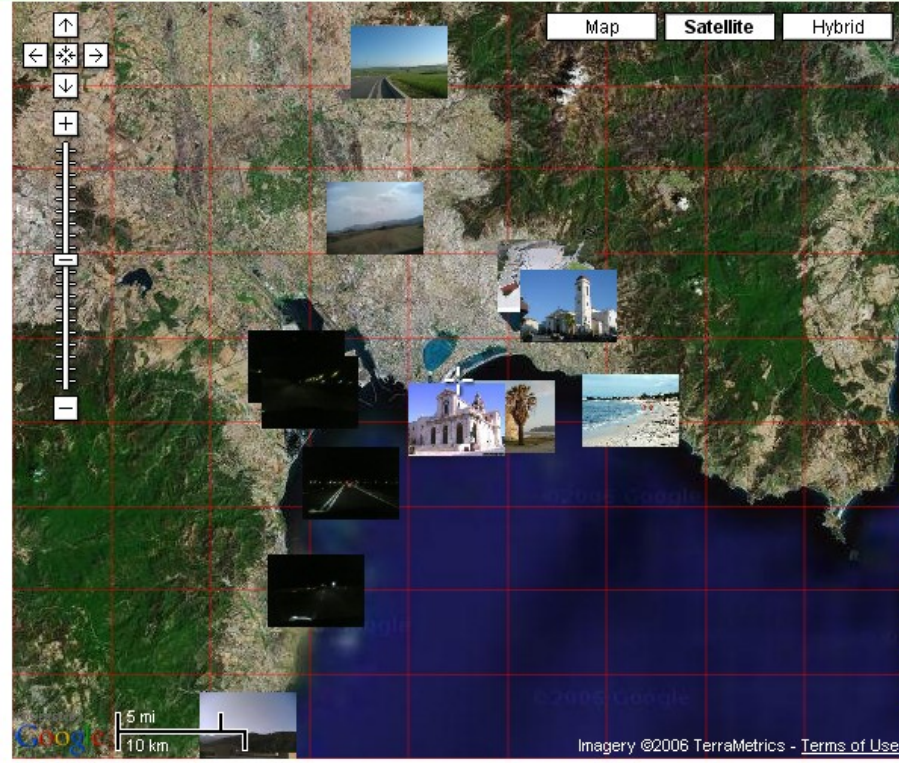 Map Satellite Hybrid
©2006 Google
©2006 Google
5 mi
10 km
Google
Imagery ©2006 TerraMetrics - Terms of Use